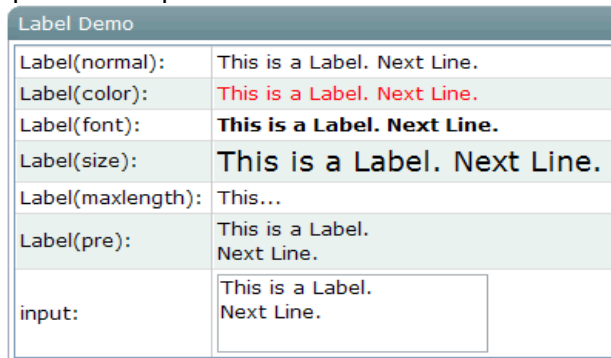 Label Demo
Label(normal): This is a Label. Next Line.
Label(color): This is a Label. Next Line.
Label(font): This is a Label. Next Line.
Label(size): This is a Label. Next Line.
Label(maxlength): This...
Label(pre): This is a Label.
Next Line.
input: This is a Label.
Next Line.